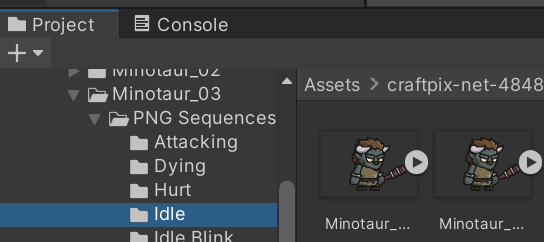 Project
Console
Minotaur_02
Minotaur_03
PNG Sequences
Attacking
Dying
Hurt
Idle
Idle Blink
Assets > craftpix-net-4848
Minotaur_...
Minotaur_...